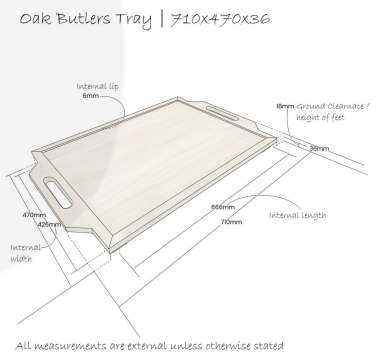 Oak Butlers Tray | 710x470x36
Internal lip
6mm
18mm Ground Clearnace /
height of feet
36mm
666mm
Internal length
710mm
470mm
426mm
Internal
width
All measurements are external unless otherwise stated